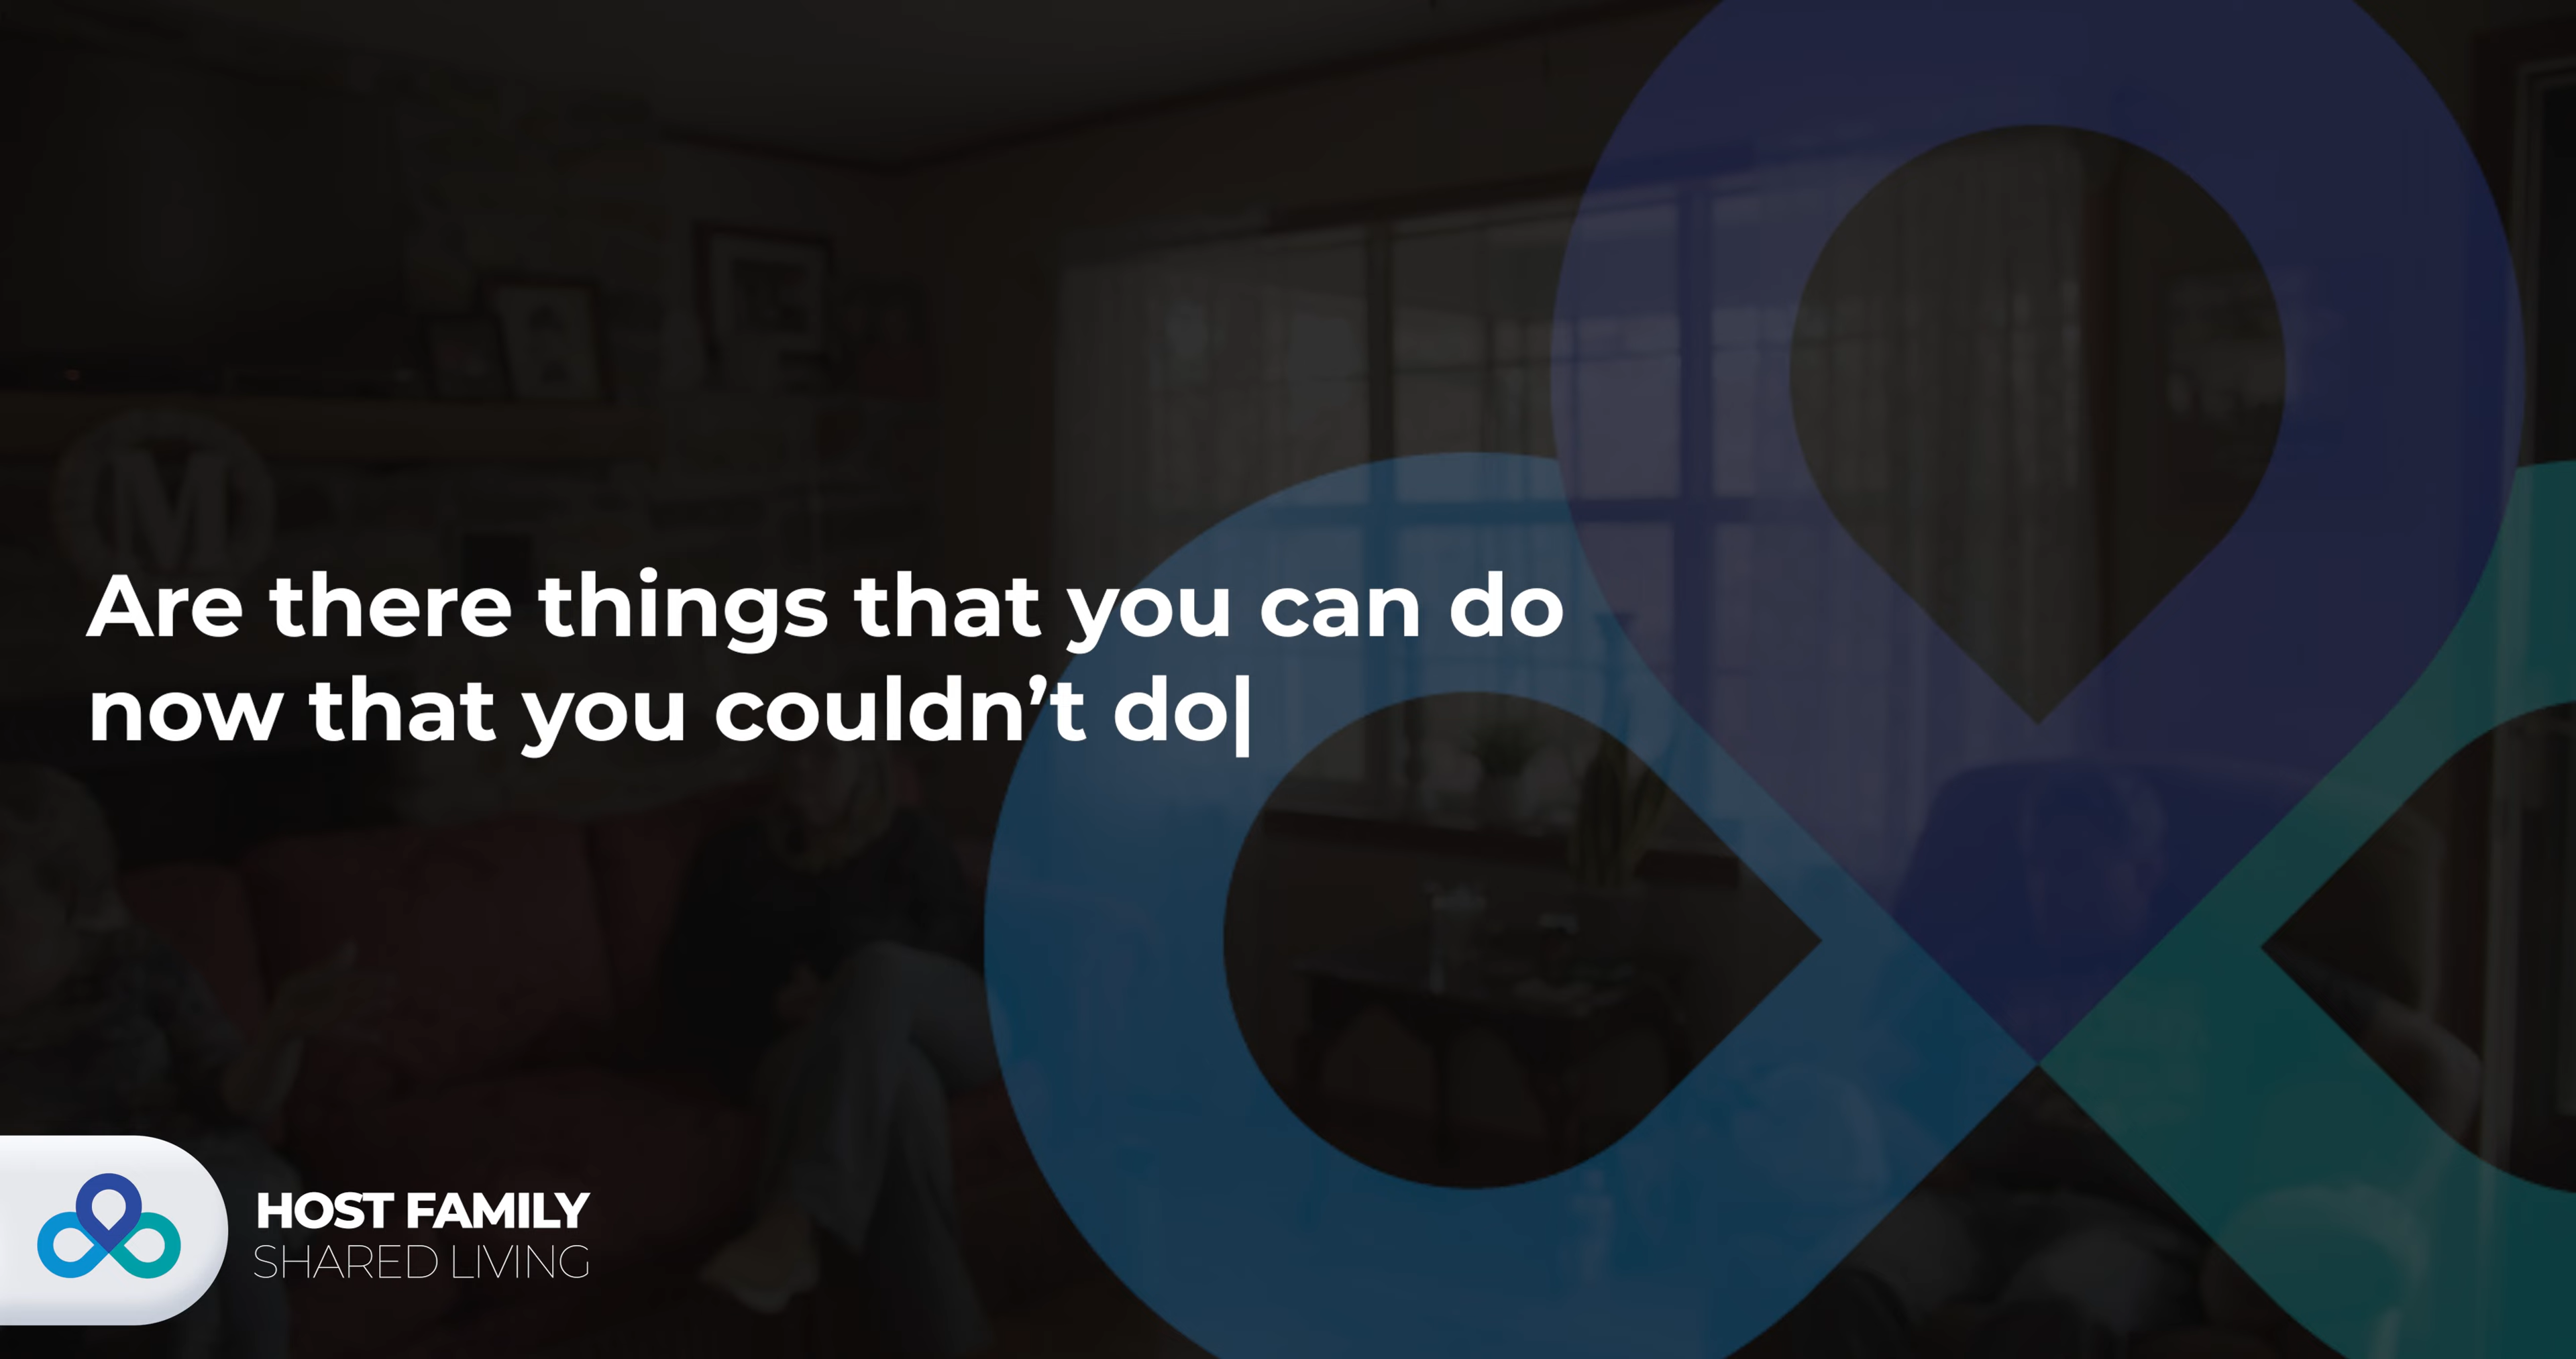 M
Are there things that you can do
now that you couldn’t do|
HOST FAMILY
SHARED LIVING